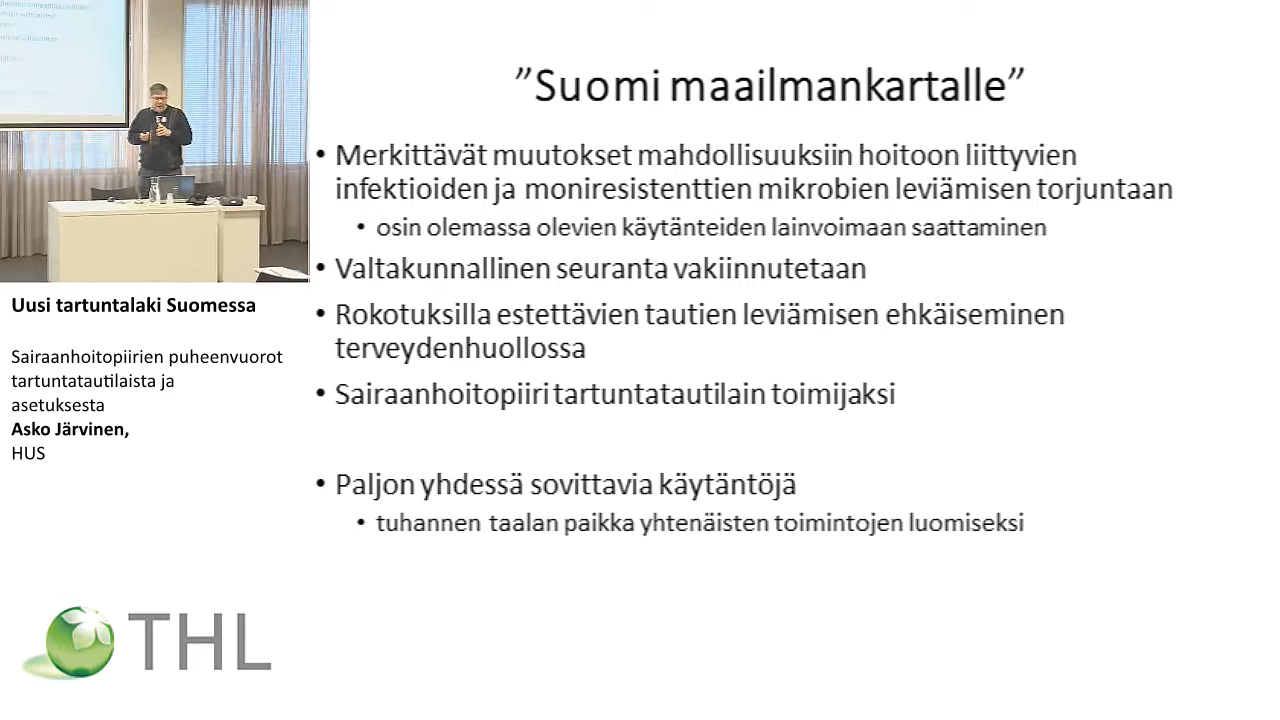 "Suomi maailmankartalle"
• Merkittävät muutokset mahdollisuuksiin hoitoon liittyvien
infektioiden ja moniresistenttien mikrobien leviämisen torjuntaan
• osin olemassa olevien käytänteiden lainvoimaan saattaminen
• Valtakunnallinen seuranta vakiinnutetaan
• Rokotuksilla estettävien tautien leviämisen ehkäiseminen
terveydenhuollossa
• Sairaanhoitopiiri tartuntatautilain toimijaksi
• Paljon yhdessä sovittavia käytäntöjä
• tuhannen taalan paikka yhtenäisten toimintojen luomiseksi
Uusi tartuntalaki Suomessa
Sairaanhoitopiirien puheenvuorot
tartuntatautilaista ja
asetuksesta
Asko Järvinen,
HUS
THL